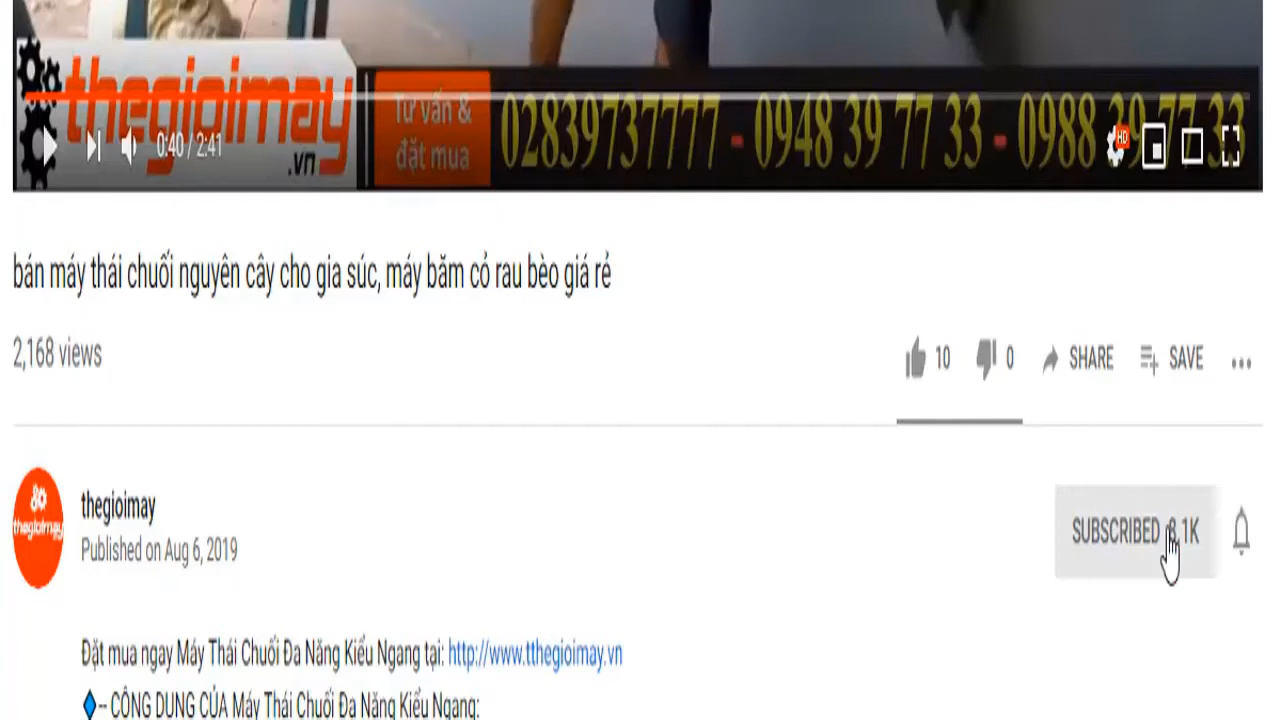 thegioimay
.vn
Tư vấn &
đặt mua
02839737777 - 0948 39 77 33 - 0988 39 77 33
0:40 / 2:41
HD
bán máy thái chuối nguyên cây cho gia súc, máy băm cỏ rau bèo giá rẻ
2,168 views
10 0 SHARE SAVE
thegioimay
thegioimay
Published on Aug 6, 2019
SUBSCRIBED
Đặt mua ngay Máy Thái Chuối Đa Năng Kiểu Ngang tại: http://www.tthegioimay.vn
-- CÔNG DỤNG CỦA Máy Thái Chuối Đa Năng Kiểu Ngang: